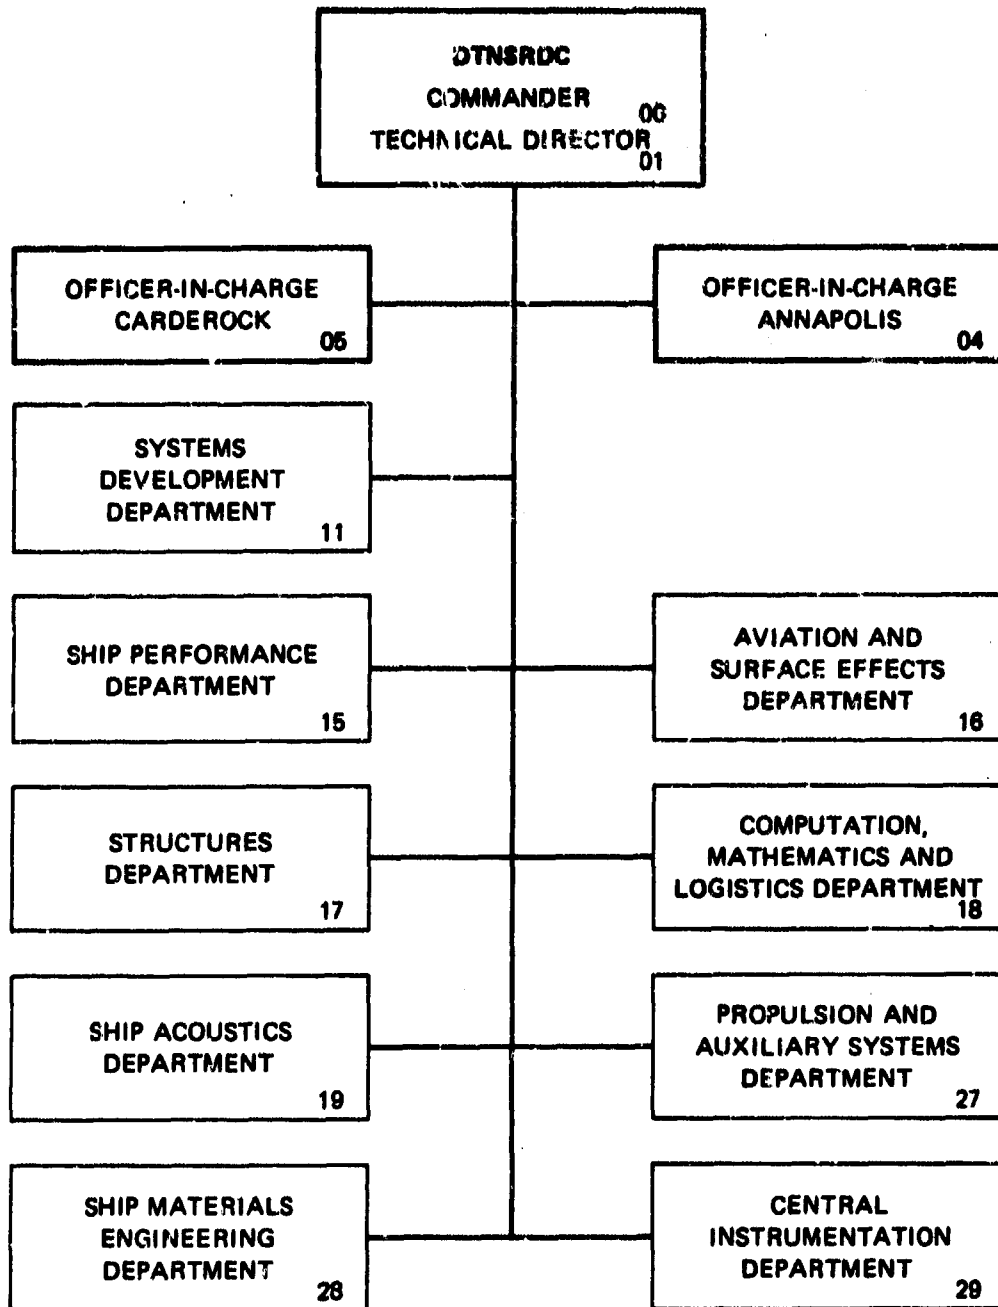 DTNSRDC
COMMANDER
00
TECHNICAL DIRECTOR
01
OFFICER-IN-CHARGE
CARDEROCK
05
OFFICER-IN-CHARGE
ANNAPOLIS
04
SYSTEMS
DEVELOPMENT
DEPARTMENT
11
SHIP PERFORMANCE
DEPARTMENT
15
AVIATION AND
SURFACE EFFECTS
DEPARTMENT
16
STRUCTURES
DEPARTMENT
17
COMPUTATION,
MATHEMATICS AND
LOGISTICS DEPARTMENT
18
SHIP ACOUSTICS
DEPARTMENT
19
PROPULSION AND
AUXILIARY SYSTEMS
DEPARTMENT
27
SHIP MATERIALS
ENGINEERING
DEPARTMENT
28
CENTRAL
INSTRUMENTATION
DEPARTMENT
29